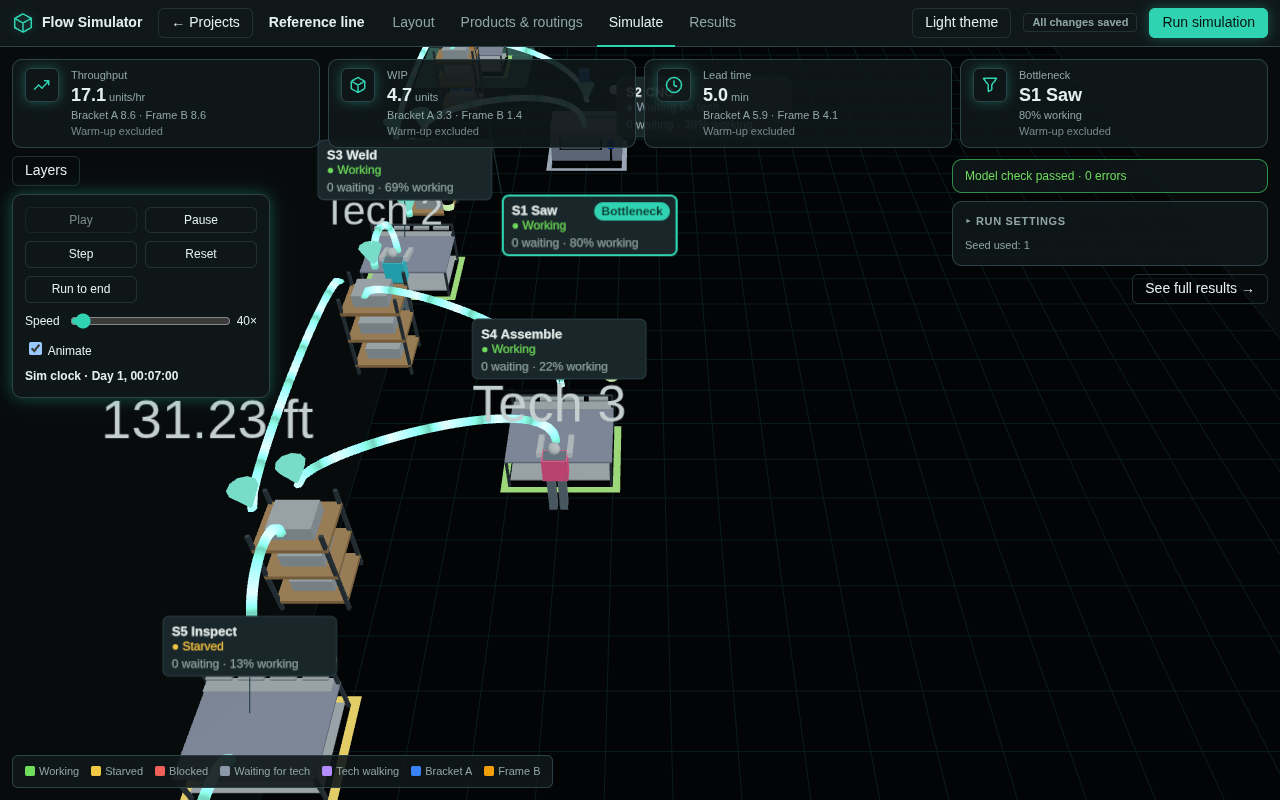 Flow Simulator
← Projects
Reference line
Layout
Products & routings
Simulate
Results
Light theme
All changes saved
Run simulation
Throughput
17.1 units/hr
Bracket A 8.6 · Frame B 8.6
Warm-up excluded
WIP
4.7 units
Bracket A 3.3 · Frame B 1.4
Warm-up excluded
Lead time
5.0 min
Bracket A 5.9 · Frame B 4.1
Warm-up excluded
Bottleneck
S1 Saw
80% working
Warm-up excluded
Layers
Play
Pause
Step
Reset
Run to end
Speed
40×
Animate
Sim clock · Day 1, 00:07:00
Model check passed · 0 errors
RUN SETTINGS
Seed used: 1
See full results →
S3 Weld
● Working
0 waiting · 69% working
Tech 2
S1 Saw
Bottleneck
● Working
0 waiting · 80% working
S4 Assemble
● Working
0 waiting · 22% working
Tech 3
131.23 ft
S5 Inspect
● Starved
0 waiting · 13% working
Working
Starved
Blocked
Waiting for tech
Tech walking
Bracket A
Frame B